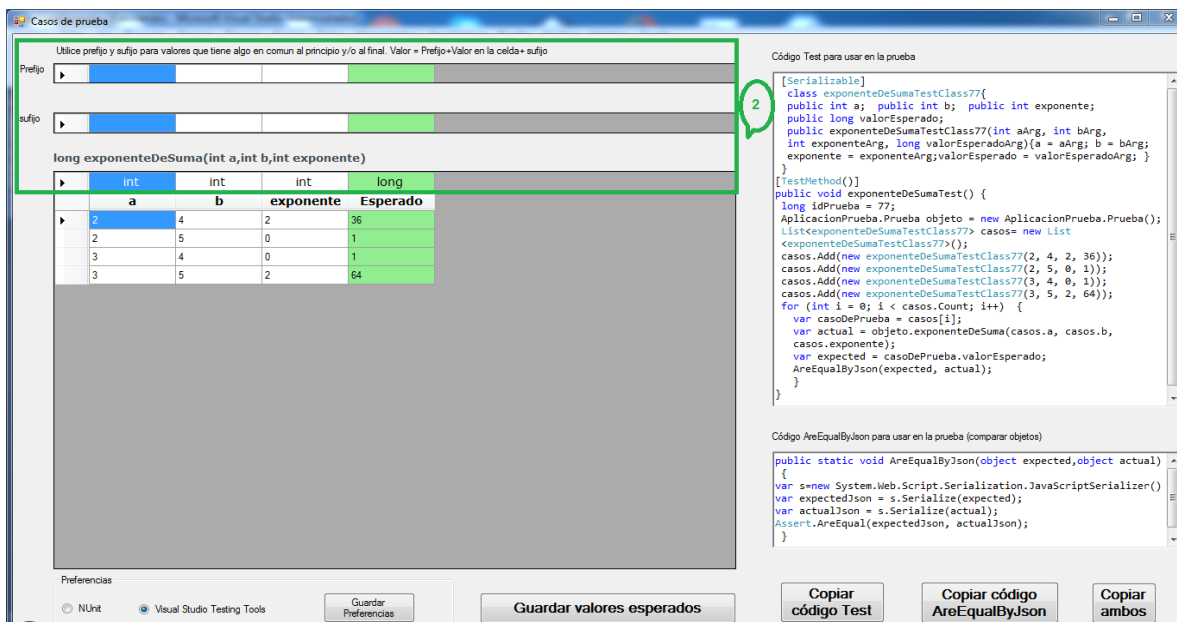 Casos de prueba
Utilice prefijo y sufijo para valores que tiene algo en comun al principio y/o al final. Valor = Prefijo+Valor en la celda+ sufijo
Prefijo
sufijo
2
long exponenteDeSuma(int a,int b,int exponente)
int int int long
a b exponente Esperado
2 4 2 36
2 5 0 1
3 4 0 1
3 5 2 64
Preferencias
NUnit Visual Studio Testing Tools
Guardar
Preferencias
Guardar valores esperados
Código Test para usar en la prueba
[Serializable]
class exponenteDeSumaTestClass77{
public int a; public int b; public int exponente;
public long valorEsperado;
public exponenteDeSumaTestClass77(int aArg, int bArg,
int exponenteArg, long valorEsperadoArg){a = aArg; b = bArg;
exponente = exponenteArg;valorEsperado = valorEsperadoArg; }
}
[TestMethod()]
public void exponenteDeSumaTest() {
long idPrueba = 77;
AplicacionPrueba.Prueba objeto = new AplicacionPrueba.Prueba();
List<exponenteDeSumaTestClass77> casos= new List
<exponenteDeSumaTestClass77>();
casos.Add(new exponenteDeSumaTestClass77(2, 4, 2, 36));
casos.Add(new exponenteDeSumaTestClass77(2, 5, 0, 1));
casos.Add(new exponenteDeSumaTestClass77(3, 4, 0, 1));
casos.Add(new exponenteDeSumaTestClass77(3, 5, 2, 64));
for (int i = 0; i < casos.Count; i++) {
var casoDePrueba = casos[i];
var actual = objeto.exponenteDeSuma(casos.a, casos.b,
casos.exponente);
var expected = casoDePrueba.valorEsperado;
AreEqualByJson(expected, actual);
}
}
Código AreEqualByJson para usar en la prueba (comparar objetos)
public static void AreEqualByJson(object expected,object actual)
{
var s=new System.Web.Script.Serialization.JavaScriptSerializer()
var expectedJson = s.Serialize(expected);
var actualJson = s.Serialize(actual);
Assert.AreEqual(expectedJson, actualJson);
}
Copiar
código Test
Copiar código
AreEqualByJson
Copiar
ambos